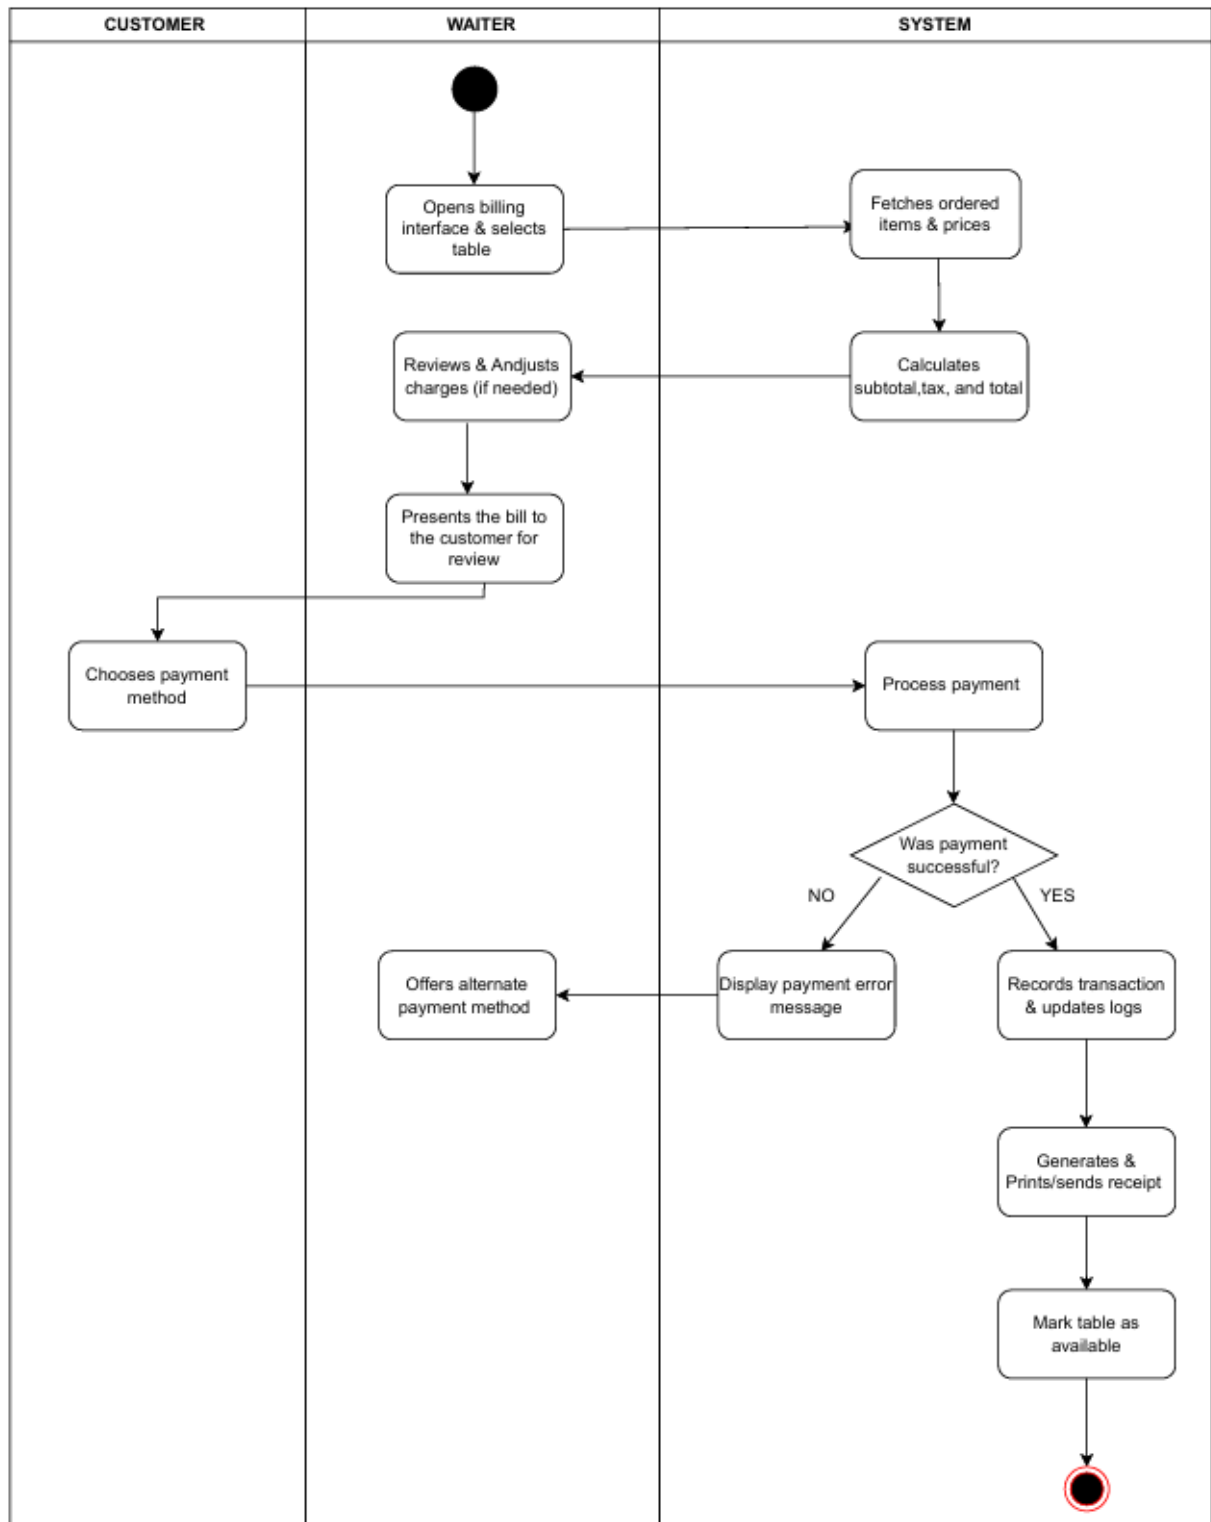 CUSTOMER
WAITER
SYSTEM
Opens billing
interface & selects
table
Fetches ordered
items & prices
Reviews & Andjusts
charges (if needed)
Calculates
subtotal,tax, and total
Presents the bill to
the customer for
review
Chooses payment
method
Process payment
Was payment
successful?
NO
YES
Offers alternate
payment method
Display payment error
message
Records transaction
& updates logs
Generates &
Prints/sends receipt
Mark table as
available